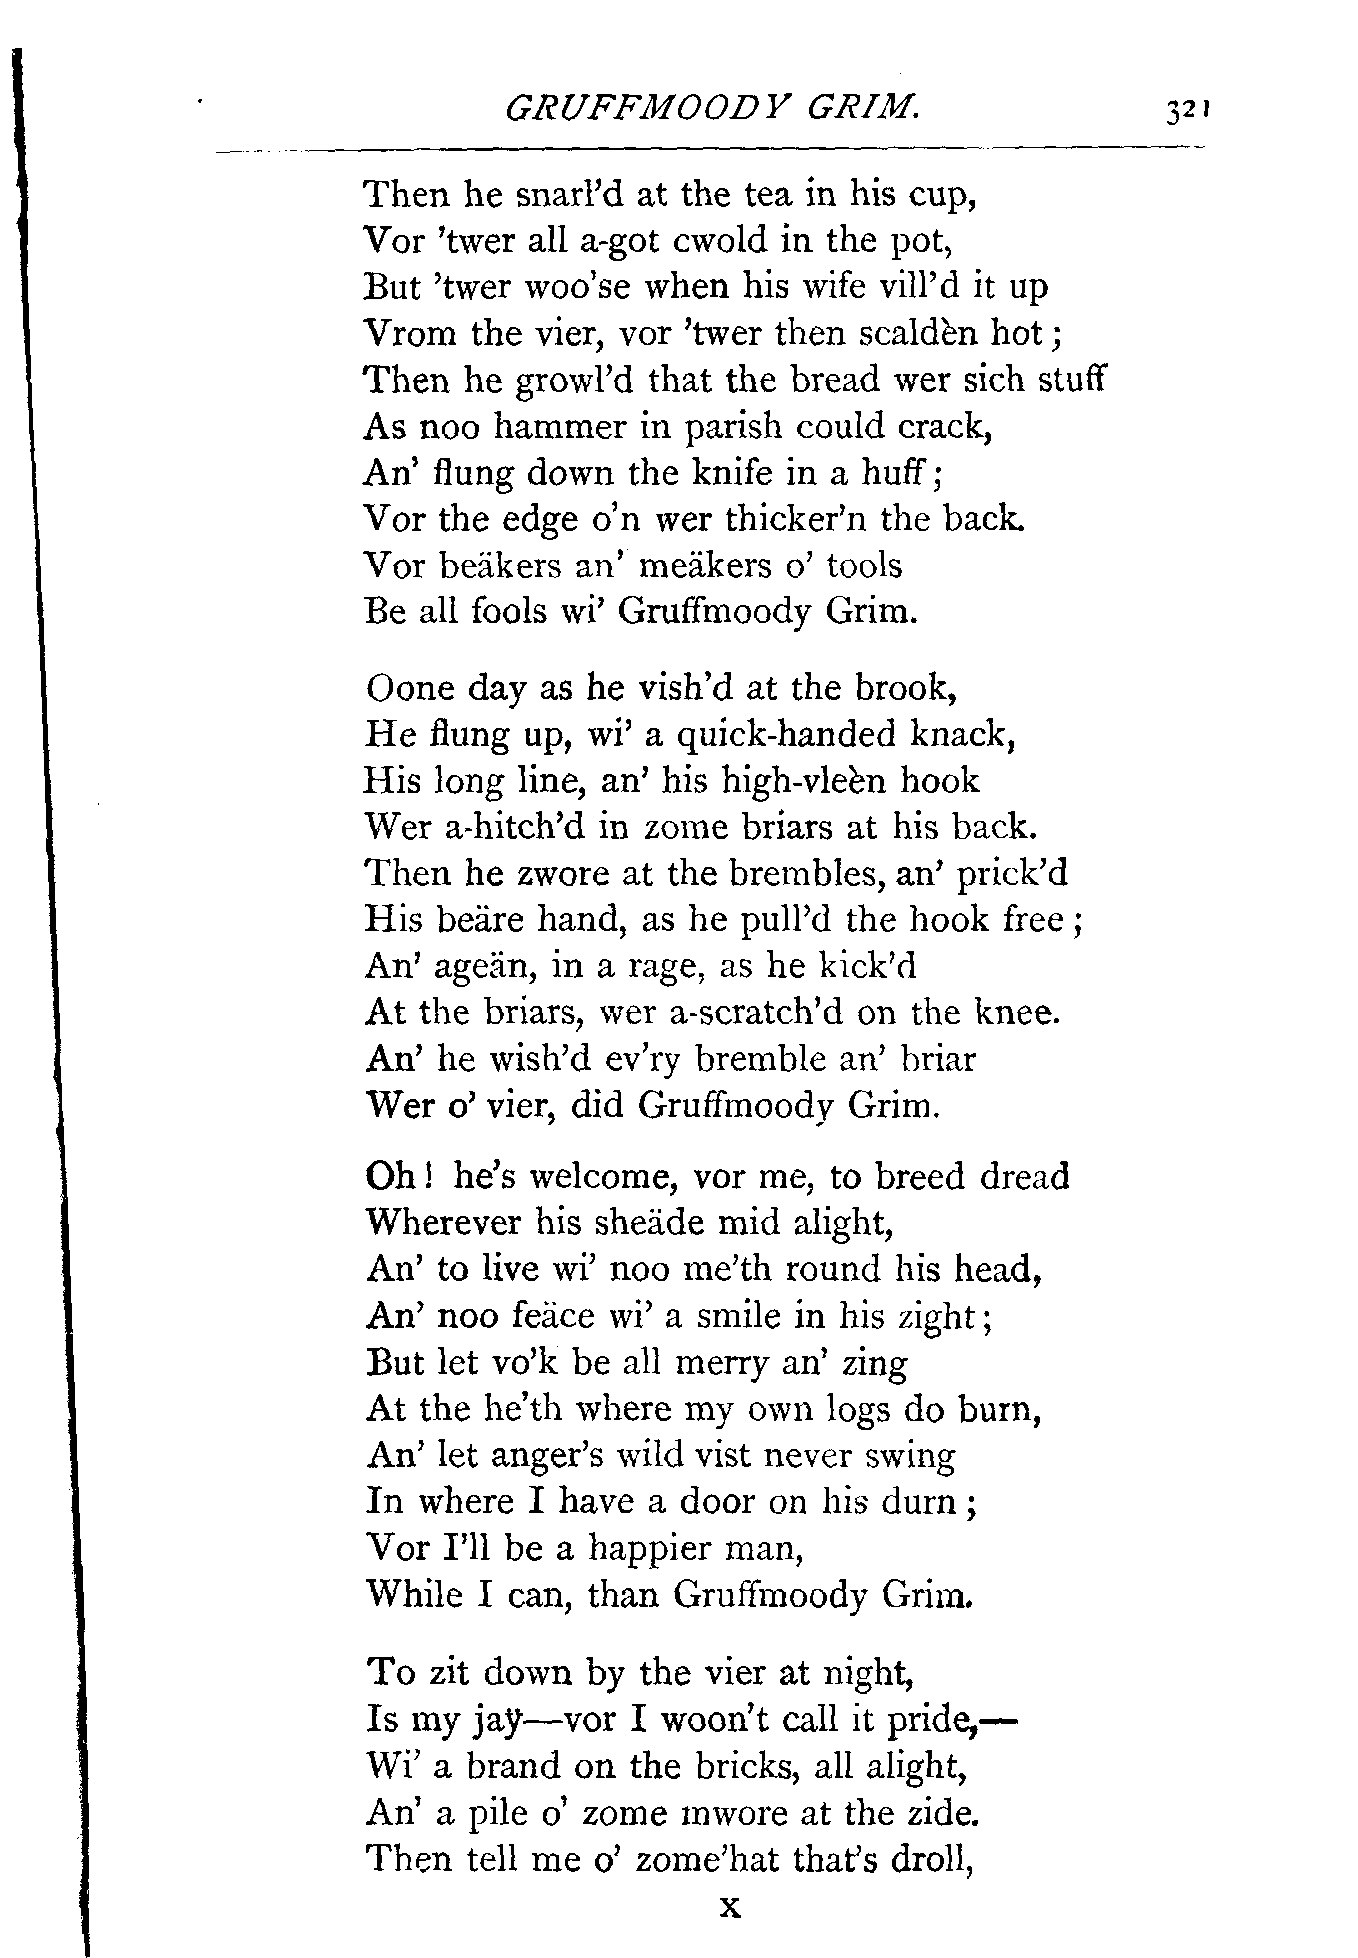 GRUFFMOODY GRIM. 321
Then he snarl'd at the tea in his cup,
Vor 'twer all a-got cwold in the pot,
But 'twer woo'se when his wife vill'd it up
Vrom the vier, vor 'twer then scaldèn hot;
Then he growl'd that the bread wer sich stuff
As noo hammer in parish could crack,
An' flung down the knife in a huff;
Vor the edge o'n wer thicker'n the back.
Vor beäkers an' meäkers o' tools
Be all fools wi' Gruffmoody Grim.
Oone day as he vish'd at the brook,
He flung up, wi' a quick-handed knack,
His long line, an' his high-vleèn hook
Wer a-hitch'd in zome briars at his back.
Then he zwore at the brembles, an' prick'd
His beäre hand, as he pull'd the hook free;
An' ageän, in a rage, as he kick'd
At the briars, wer a-scratch'd on the knee.
An' he wish'd ev'ry bremble an' briar
Wer o' vier, did Gruffmoody Grim.
Oh! he's welcome, vor me, to breed dread
Wherever his sheäde mid alight,
An' to live wi' noo me'th round his head,
An' noo feäce wi' a smile in his zight;
But let vo'k be all merry an' zing
At the he'th where my own logs do burn,
An' let anger's wild vist never swing
In where I have a door on his durn;
Vor I'll be a happier man,
While I can, than Gruffmoody Grim.
To zit down by the vier at night,
Is my jaÿ—vor I woon't call it pride,—
Wi' a brand on the bricks, all alight,
An' a pile o' zome mwore at the zide.
Then tell me o' zome'hat that's droll,
X